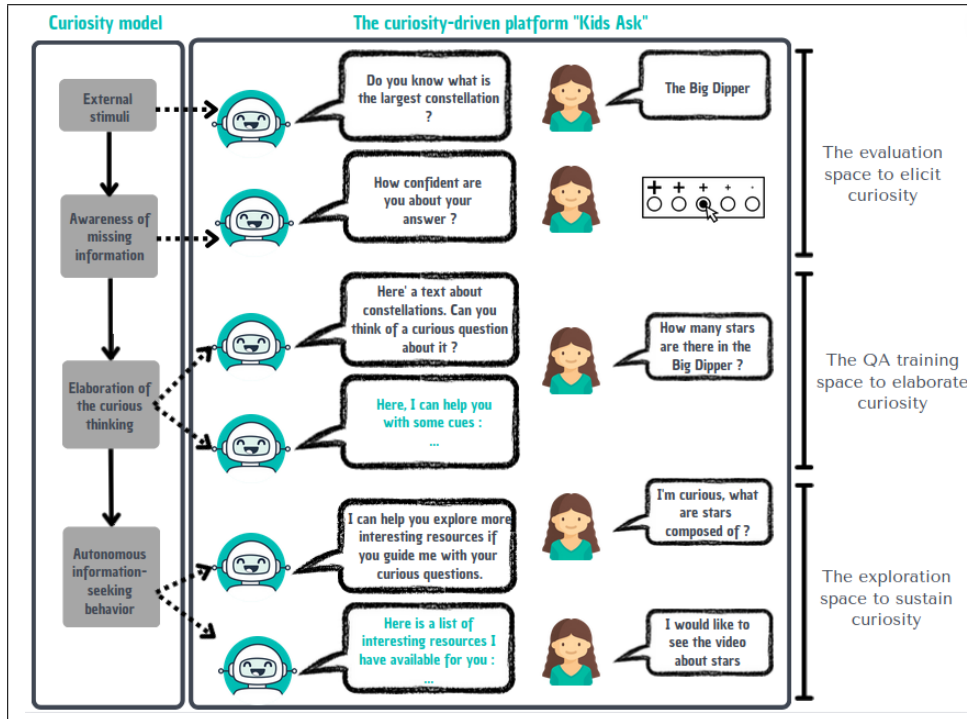 Curiosity model
The curiosity-driven platform "Kids Ask"
External
stimuli
Do you know what is
the largest constellation
?
The Big Dipper
How confident are
you about your
answer ?
+ + + + ·
The evaluation
space to elicit
curiosity
Awareness of
missing
information
Here' a text about
constellations. Can you
think of a curious question
about it ?
How many stars
are there in the
Big Dipper ?
Elaboration of
the curious
thinking
Here, I can help you
with some cues :
...
The QA training
space to elaborate
curiosity
I can help you explore more
interesting resources if
you guide me with your
curious questions.
I'm curious, what
are stars
composed of ?
Autonomous
information-
seeking
behavior
Here is a list of
interesting resources I
have available for you :
...
I would like to
see the video
about stars
The exploration
space to sustain
curiosity